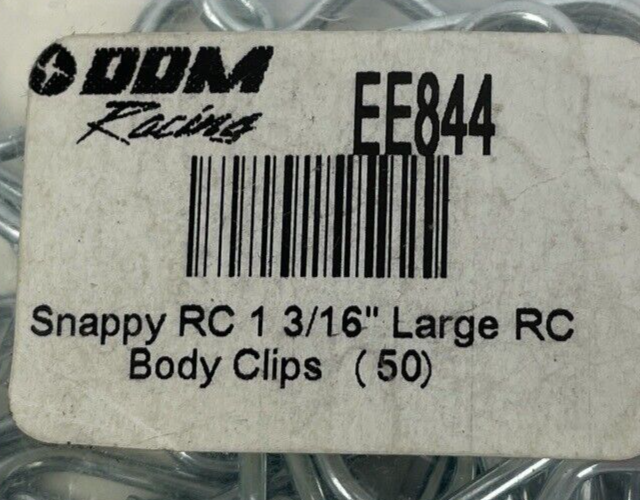 DDM
Racing
EE844
Snappy RC 1 3/16" Large RC
Body Clips (50)